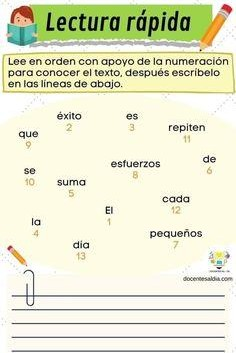 Lectura rápida
Lee en orden con apoyo de la numeración
para conocer el texto, después escríbelo
en las líneas de abajo.
éxito
2
es
3
que
9
repiten
11
esfuerzos
8
de
6
se
10
suma
5
cada
12
El
1
la
4
pequeños
7
dia
13
docentesaldia.com